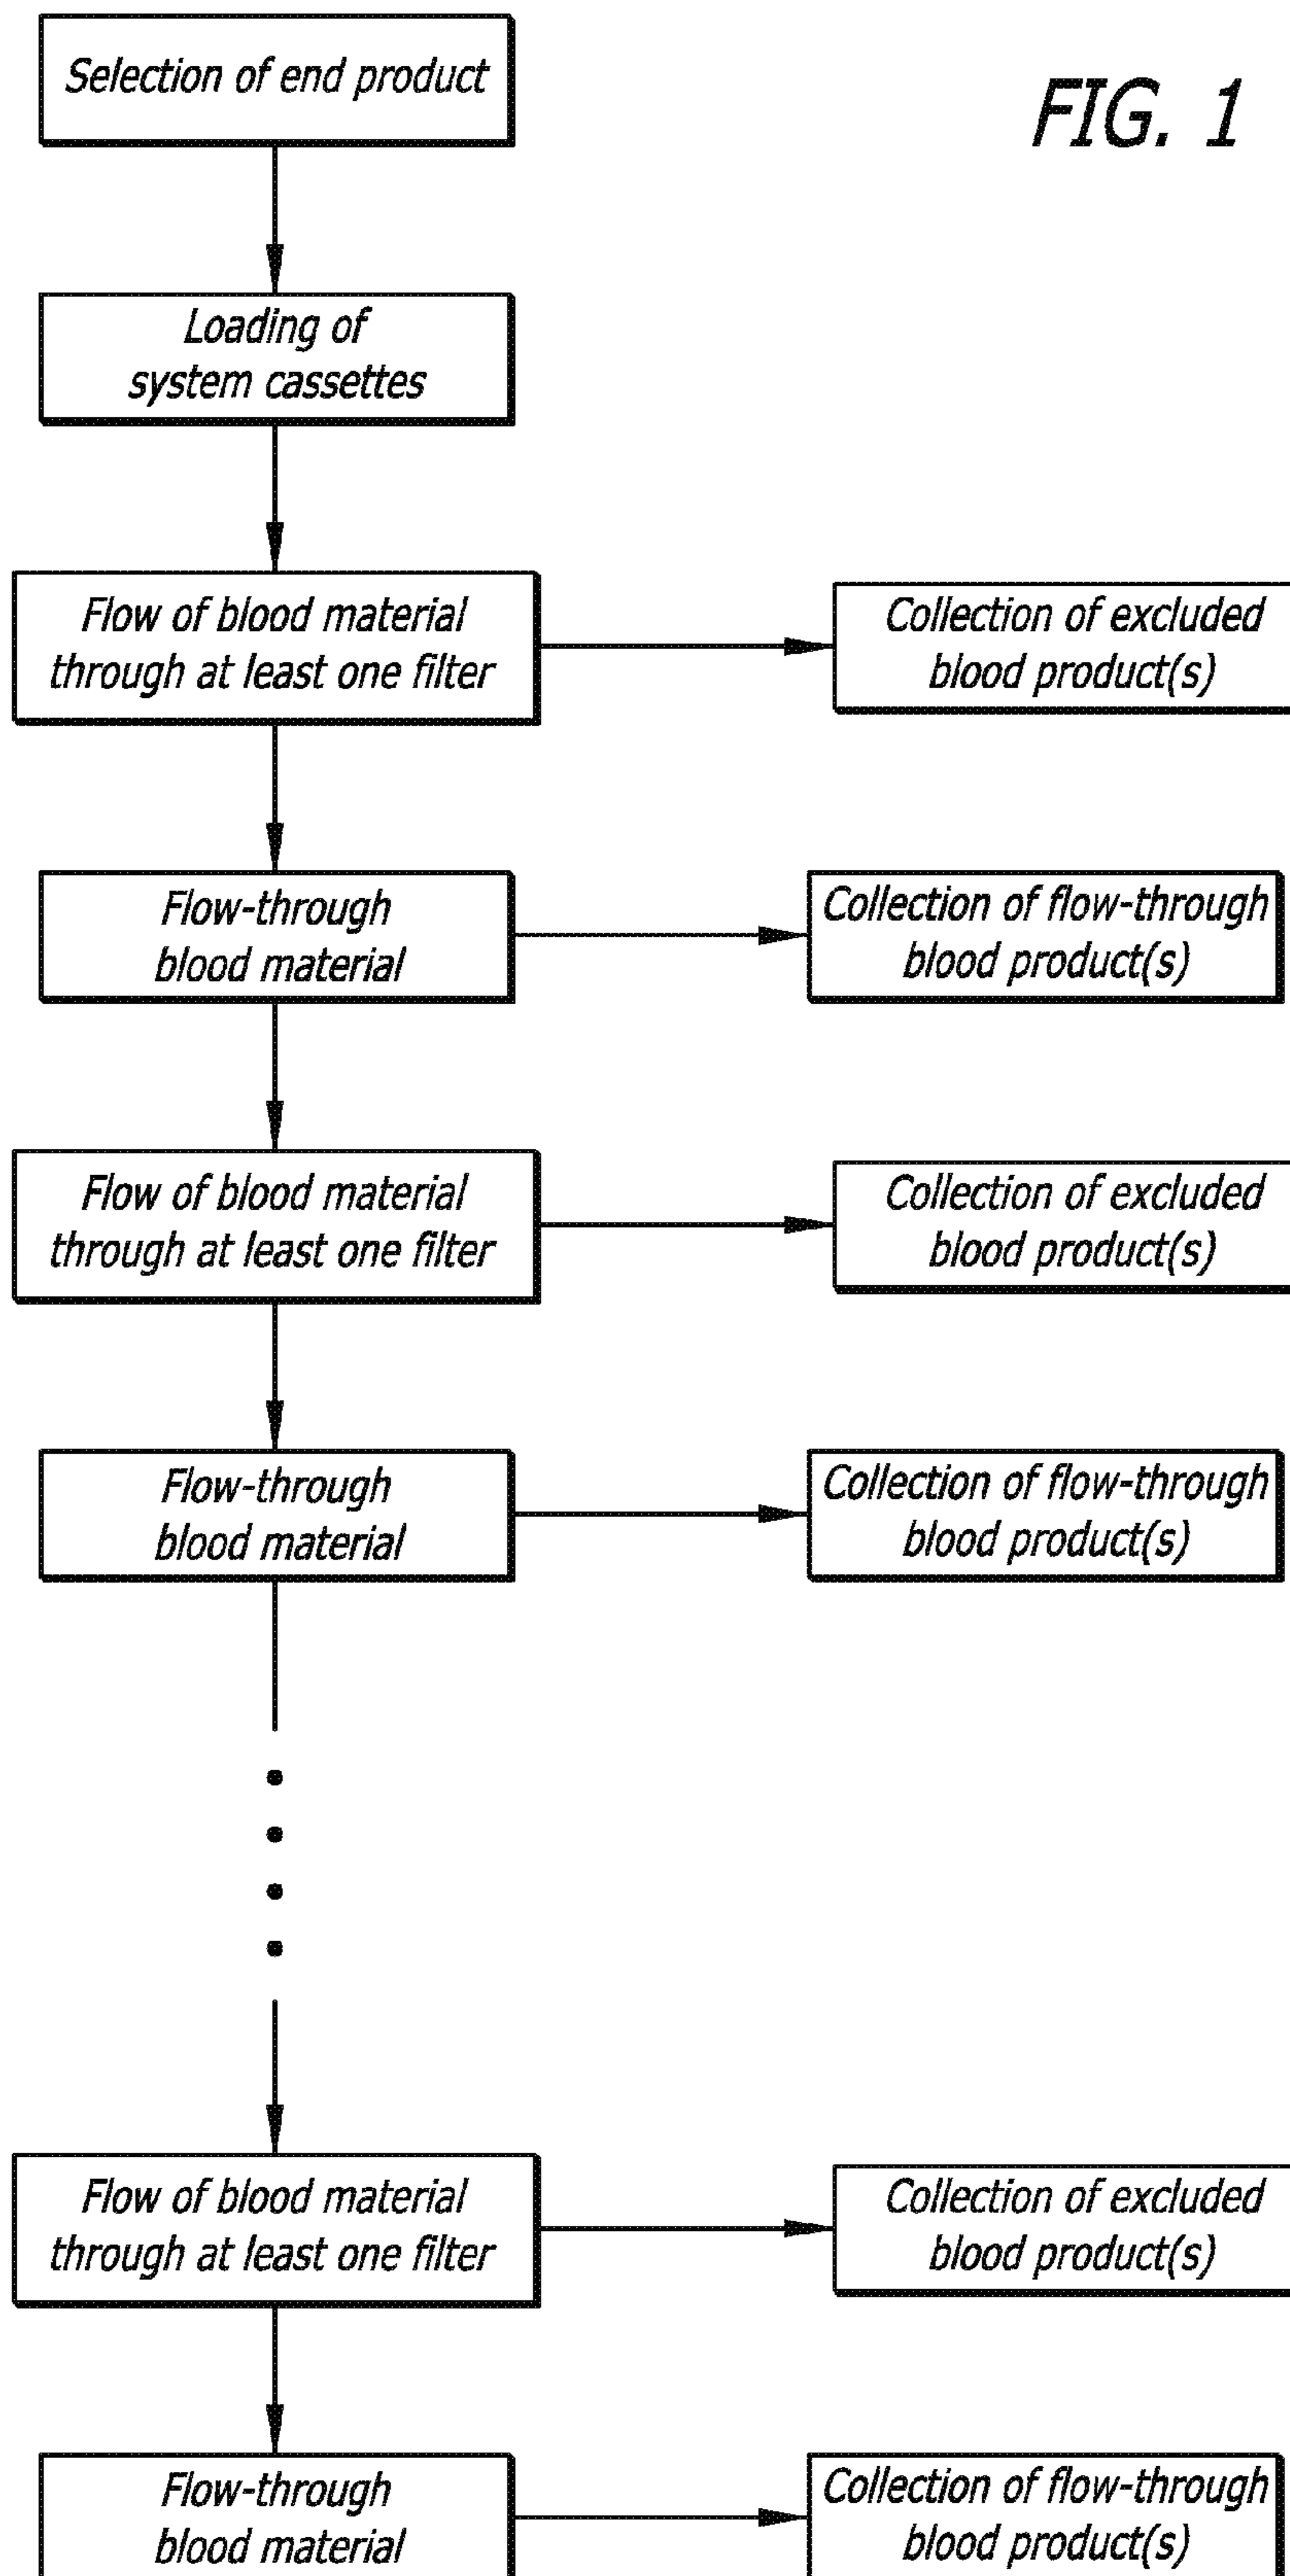 FIG. 1
Selection of end product
Loading of
system cassettes
Flow of blood material
through at least one filter
Collection of excluded
blood product(s)
Flow-through
blood material
Collection of flow-through
blood product(s)
Flow of blood material
through at least one filter
Collection of excluded
blood product(s)
Flow-through
blood material
Collection of flow-through
blood product(s)
Flow of blood material
through at least one filter
Collection of excluded
blood product(s)
Flow-through
blood material
Collection of flow-through
blood product(s)